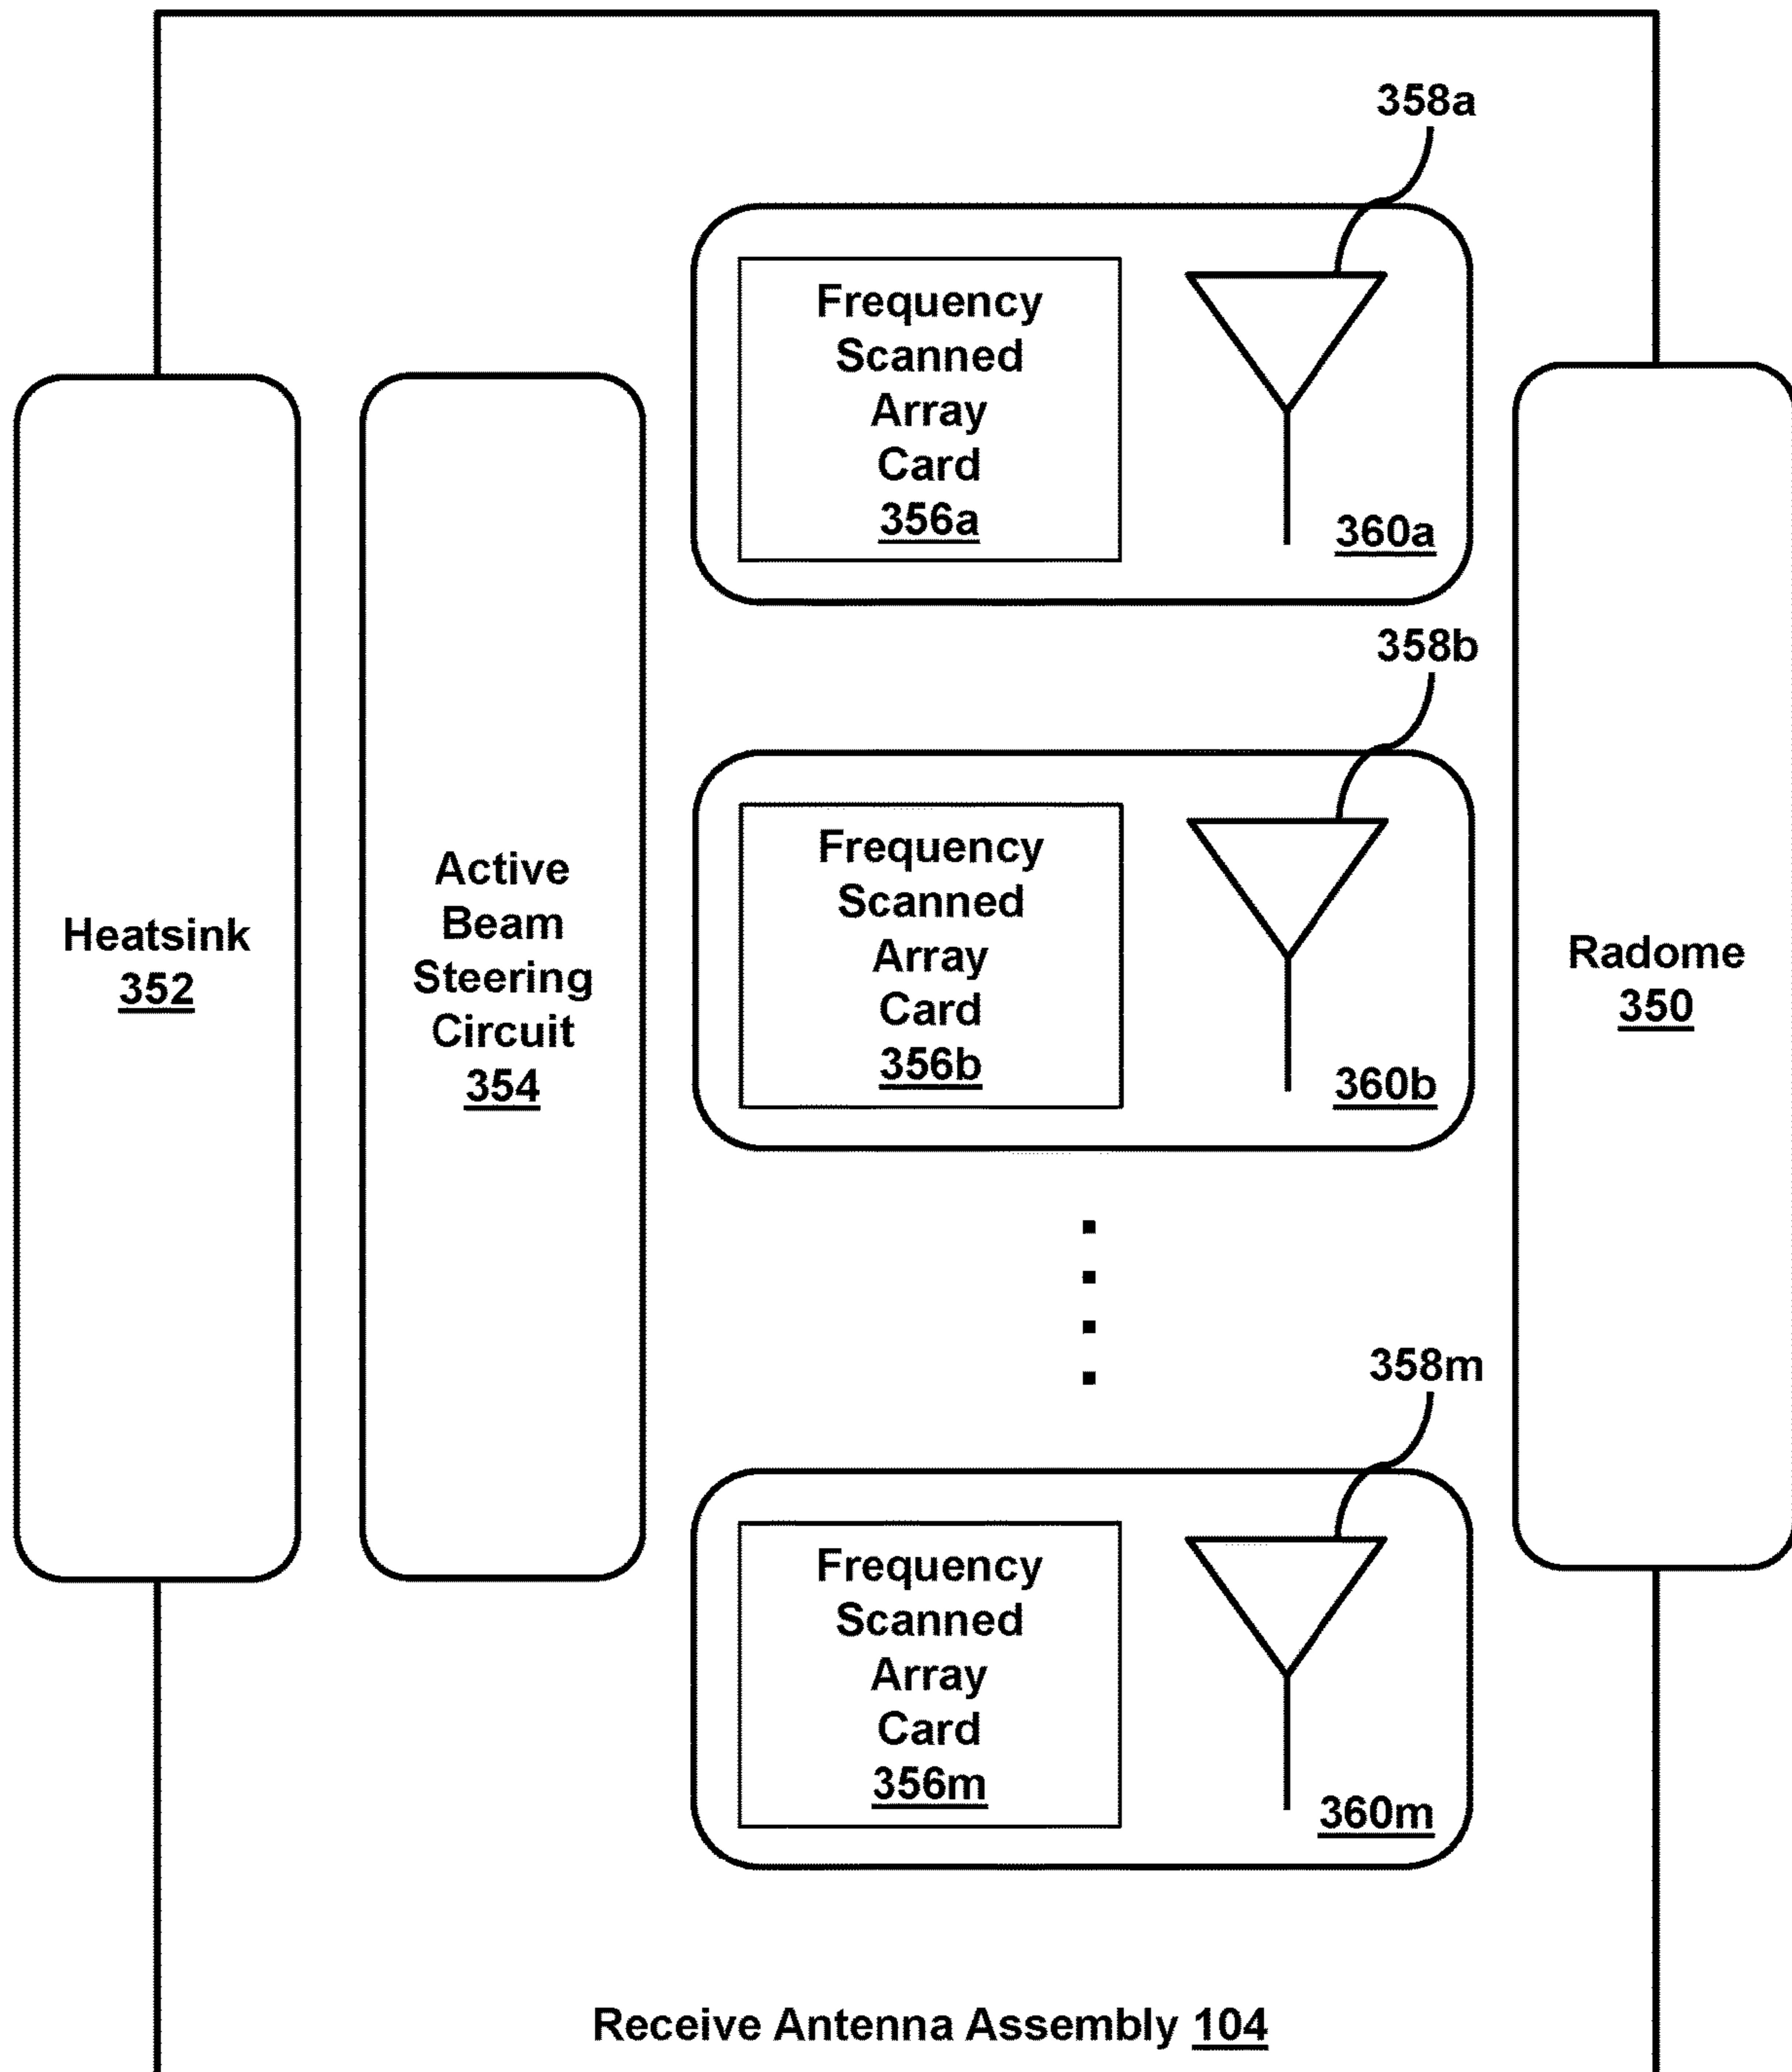 358a
Frequency
Scanned
Array
Card
356a
360a
358b
Frequency
Scanned
Array
Card
356b
360b
Heatsink
352
Active
Beam
Steering
Circuit
354
Radome
350
358m
Frequency
Scanned
Array
Card
356m
360m
Receive Antenna Assembly 104